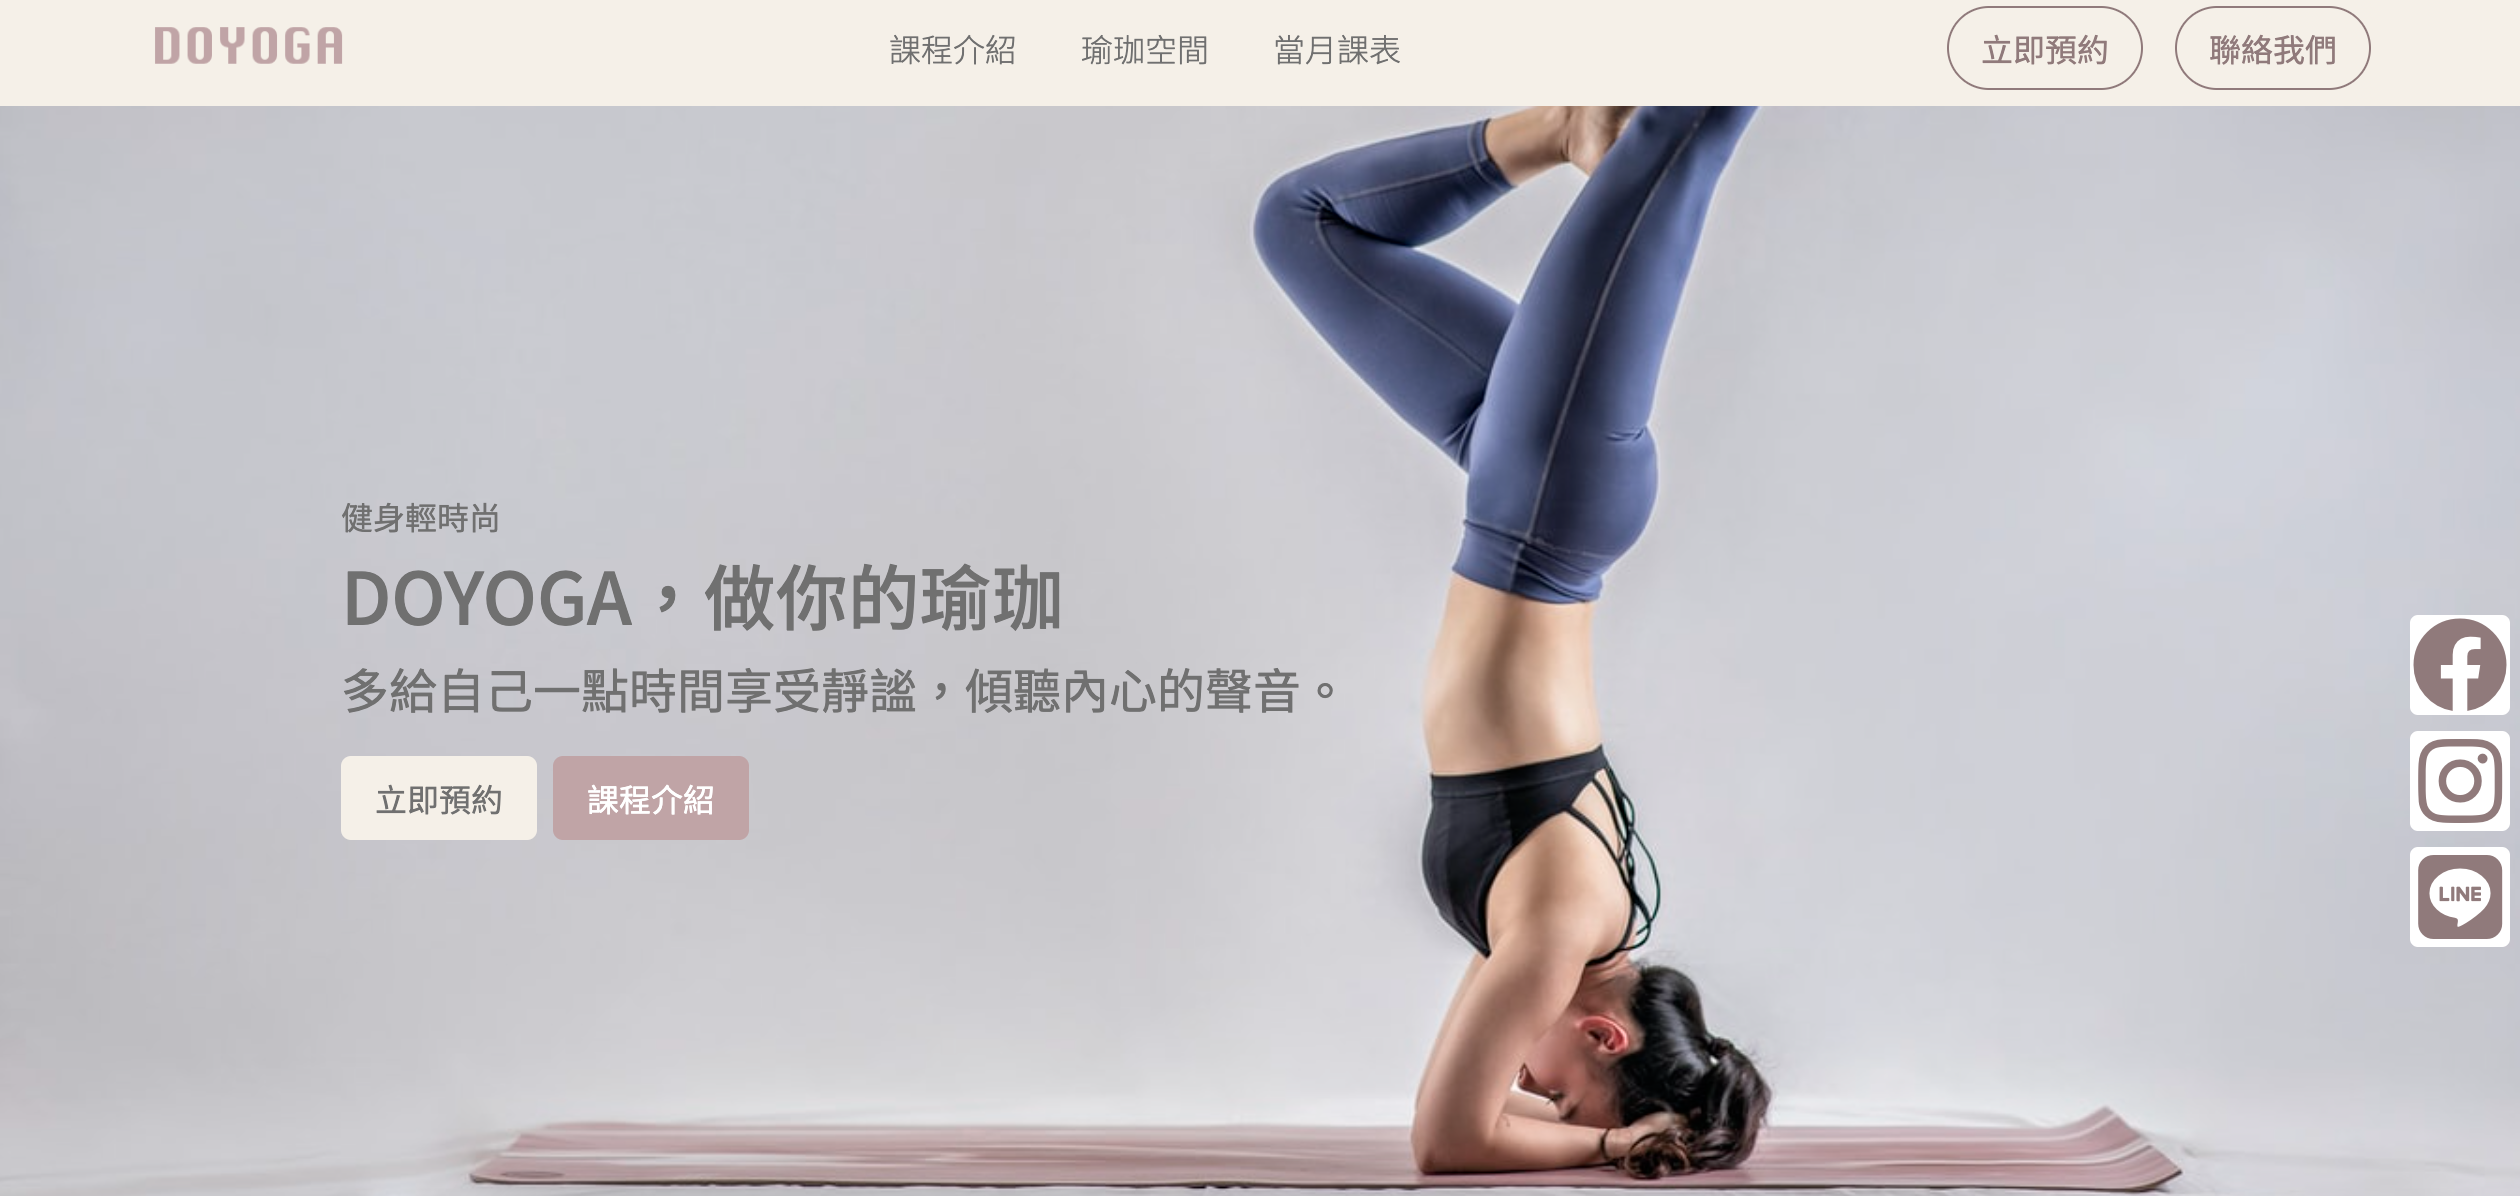 DOYOGA
課程介紹
瑜珈空間
當月課表
立即預約
聯絡我們
健身輕時尚
DOYOGA，做你的瑜珈
多給自己一點時間享受靜謐，傾聽內心的聲音。
立即預約
課程介紹
LINE